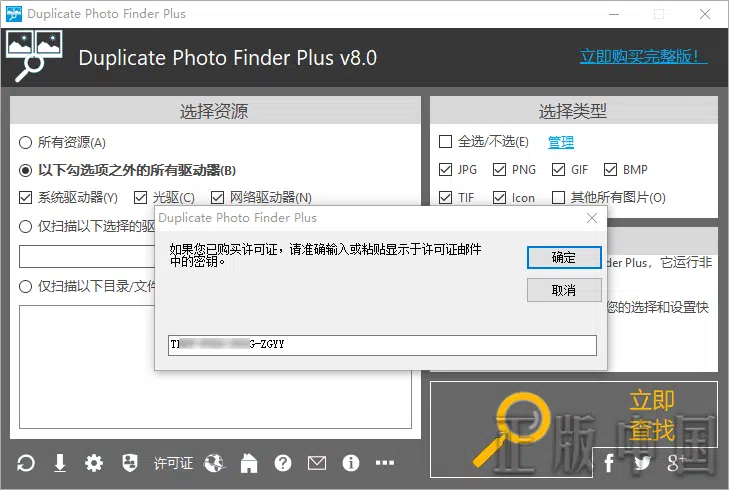 Duplicate Photo Finder Plus
Duplicate Photo Finder Plus v8.0
立即购买完整版!
选择资源
所有资源(A)
以下勾选项之外的所有驱动器(B)
系统驱动器(Y) 光驱(C) 网络驱动器(N)
仅扫描以下选择的驱
仅扫描以下目录/文件
选择类型
全选/不选(E) 管理
JPG PNG GIF BMP
TIF Icon 其他所有图片(O)
der Plus，它运行非
您的选择和设置快
Duplicate Photo Finder Plus
如果您已购买许可证，请准确输入或粘贴显示于许可证邮件
中的密钥。
确定
取消
G-ZGYY
立即
查找
许可证
正版中国